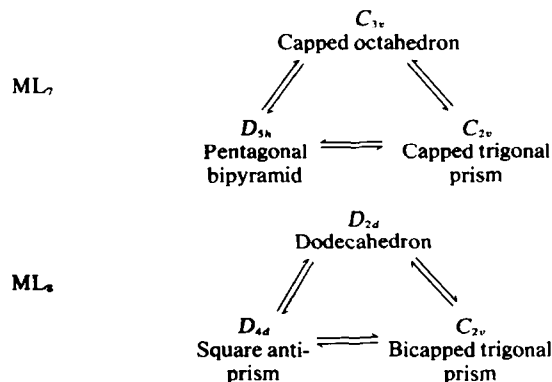 C₃ᵥ
Capped octahedron
ML₇
D₅ₕ
Pentagonal
bipyramid
C₂ᵥ
Capped trigonal
prism
D₂d
Dodecahedron
ML₈
D₄d
Square anti-
prism
C₂ᵥ
Bicapped trigonal
prism